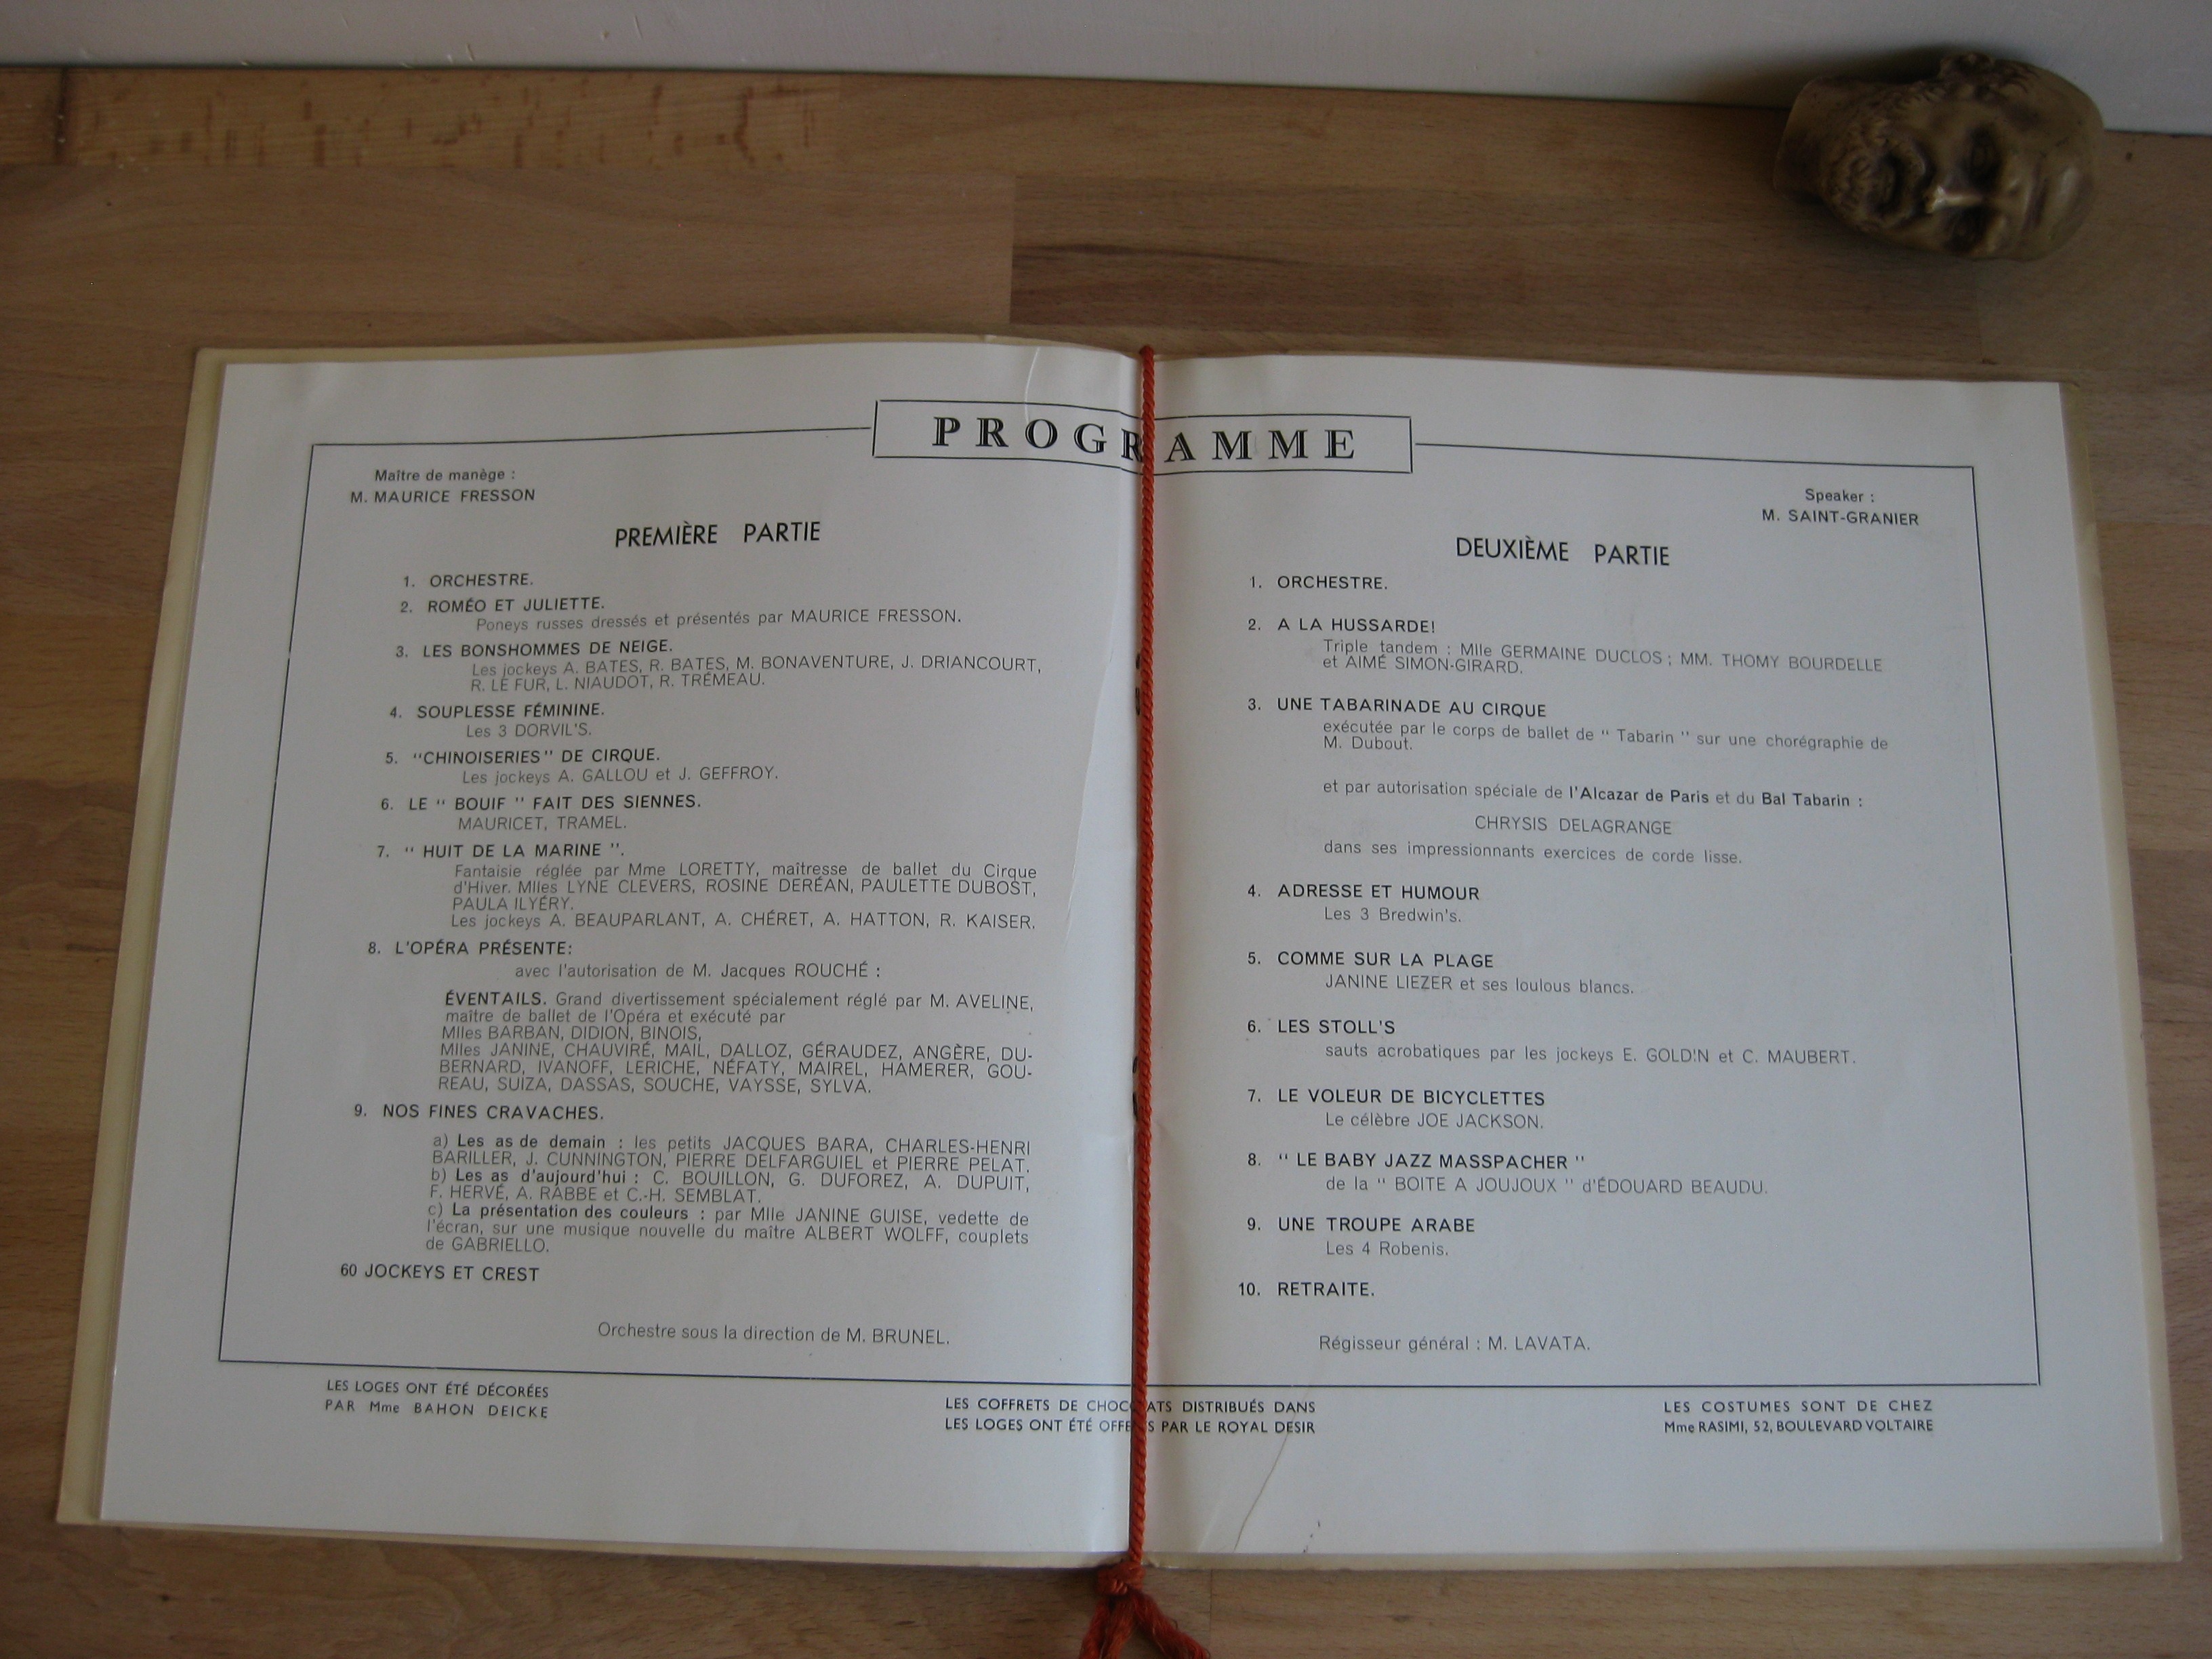 PROGRAMME
Maître de manège :
M. MAURICE FRESSON
PREMIÈRE PARTIE
1. ORCHESTRE.
2. ROMÉO ET JULIETTE.
Poneys russes dressés et présentés par MAURICE FRESSON.
3. LES BONSHOMMES DE NEIGE.
Les jockeys A. BATES, R. BATES, M. BONAVENTURE, J. DRIANCOURT,
R. LE FUR, L. NIAUDOT, R. TRÉMEAU.
4. SOUPLESSE FÉMININE.
Les 3 DORVIL'S.
5. "CHINOISERIES" DE CIRQUE.
Les jockeys A. GALLOU et J. GEFFROY.
6. LE " BOUIF " FAIT DES SIENNES.
MAURICET, TRAMEL.
7. " HUIT DE LA MARINE ".
Fantaisie réglée par Mme LORETTY, maîtresse de ballet du Cirque
d'Hiver. Mlles LYNE CLEVERS, ROSINE DERÉAN, PAULETTE DUBOST,
PAULA ILYÉRY.
Les jockeys A. BEAUPARLANT, A. CHÉRET, A. HATTON, R. KAISER.
8. L'OPÉRA PRÉSENTE:
avec l'autorisation de M. Jacques ROUCHÉ :
ÉVENTAILS. Grand divertissement spécialement réglé par M. AVELINE,
maître de ballet de l'Opéra et exécuté par
Mlles BARBAN, DIDION, BINOIS,
Mlles JANINE, CHAUVIRÉ, MAIL, DALLOZ, GÉRAUDEZ, ANGÈRE, DU-
BERNARD, IVANOFF, LERICHE, NÉFATY, MAIREL, HAMERER, GOU-
REAU, SUIZA, DASSAS, SOUCHE, VAYSSE, SYLVA.
9. NOS FINES CRAVACHES.
a) Les as de demain : les petits JACQUES BARA, CHARLES-HENRI
BARILLER, J. CUNNINGTON, PIERRE DELFARGUIEL et PIERRE PELAT.
b) Les as d'aujourd'hui : C. BOUILLON, G. DUFOREZ, A. DUPUIT,
F. HERVÉ, A. RABBE et C.-H. SEMBLAT.
c) La présentation des couleurs : par Mlle JANINE GUISE, vedette de
l'écran, sur une musique nouvelle du maître ALBERT WOLFF, couplets
de GABRIELLO.
60 JOCKEYS ET CREST
Orchestre sous la direction de M. BRUNEL.
Speaker :
M. SAINT-GRANIER
DEUXIÈME PARTIE
1. ORCHESTRE.
2. A LA HUSSARDE!
Triple tandem : Mlle GERMAINE DUCLOS ; MM. THOMY BOURDELLE
et AIMÉ SIMON-GIRARD.
3. UNE TABARINADE AU CIRQUE
exécutée par le corps de ballet de " Tabarin " sur une chorégraphie de
M. Dubout.
et par autorisation spéciale de l'Alcazar de Paris et du Bal Tabarin :
CHRYSIS DELAGRANGE
dans ses impressionnants exercices de corde lisse.
4. ADRESSE ET HUMOUR
Les 3 Bredwin's.
5. COMME SUR LA PLAGE
JANINE LIEZER et ses loulous blancs.
6. LES STOLL'S
sauts acrobatiques par les jockeys E. GOLDIN et C. MAUBERT.
7. LE VOLEUR DE BICYCLETTES
Le célèbre JOE JACKSON.
8. " LE BABY JAZZ MASSPACHER "
de la " BOITE A JOUJOUX " d'ÉDOUARD BEAUDU.
9. UNE TROUPE ARABE
Les 4 Robenis.
10. RETRAITE.
Régisseur général : M. LAVATA.
LES LOGES ONT ÉTÉ DÉCORÉES
PAR Mme BAHON DEICKE
LES COFFRETS DE CHOCOLATS DISTRIBUÉS DANS
LES LOGES ONT ÉTÉ OFFERTS PAR LE ROYAL DESIR
LES COSTUMES SONT DE CHEZ
Mme RASIMI, 52, BOULEVARD VOLTAIRE